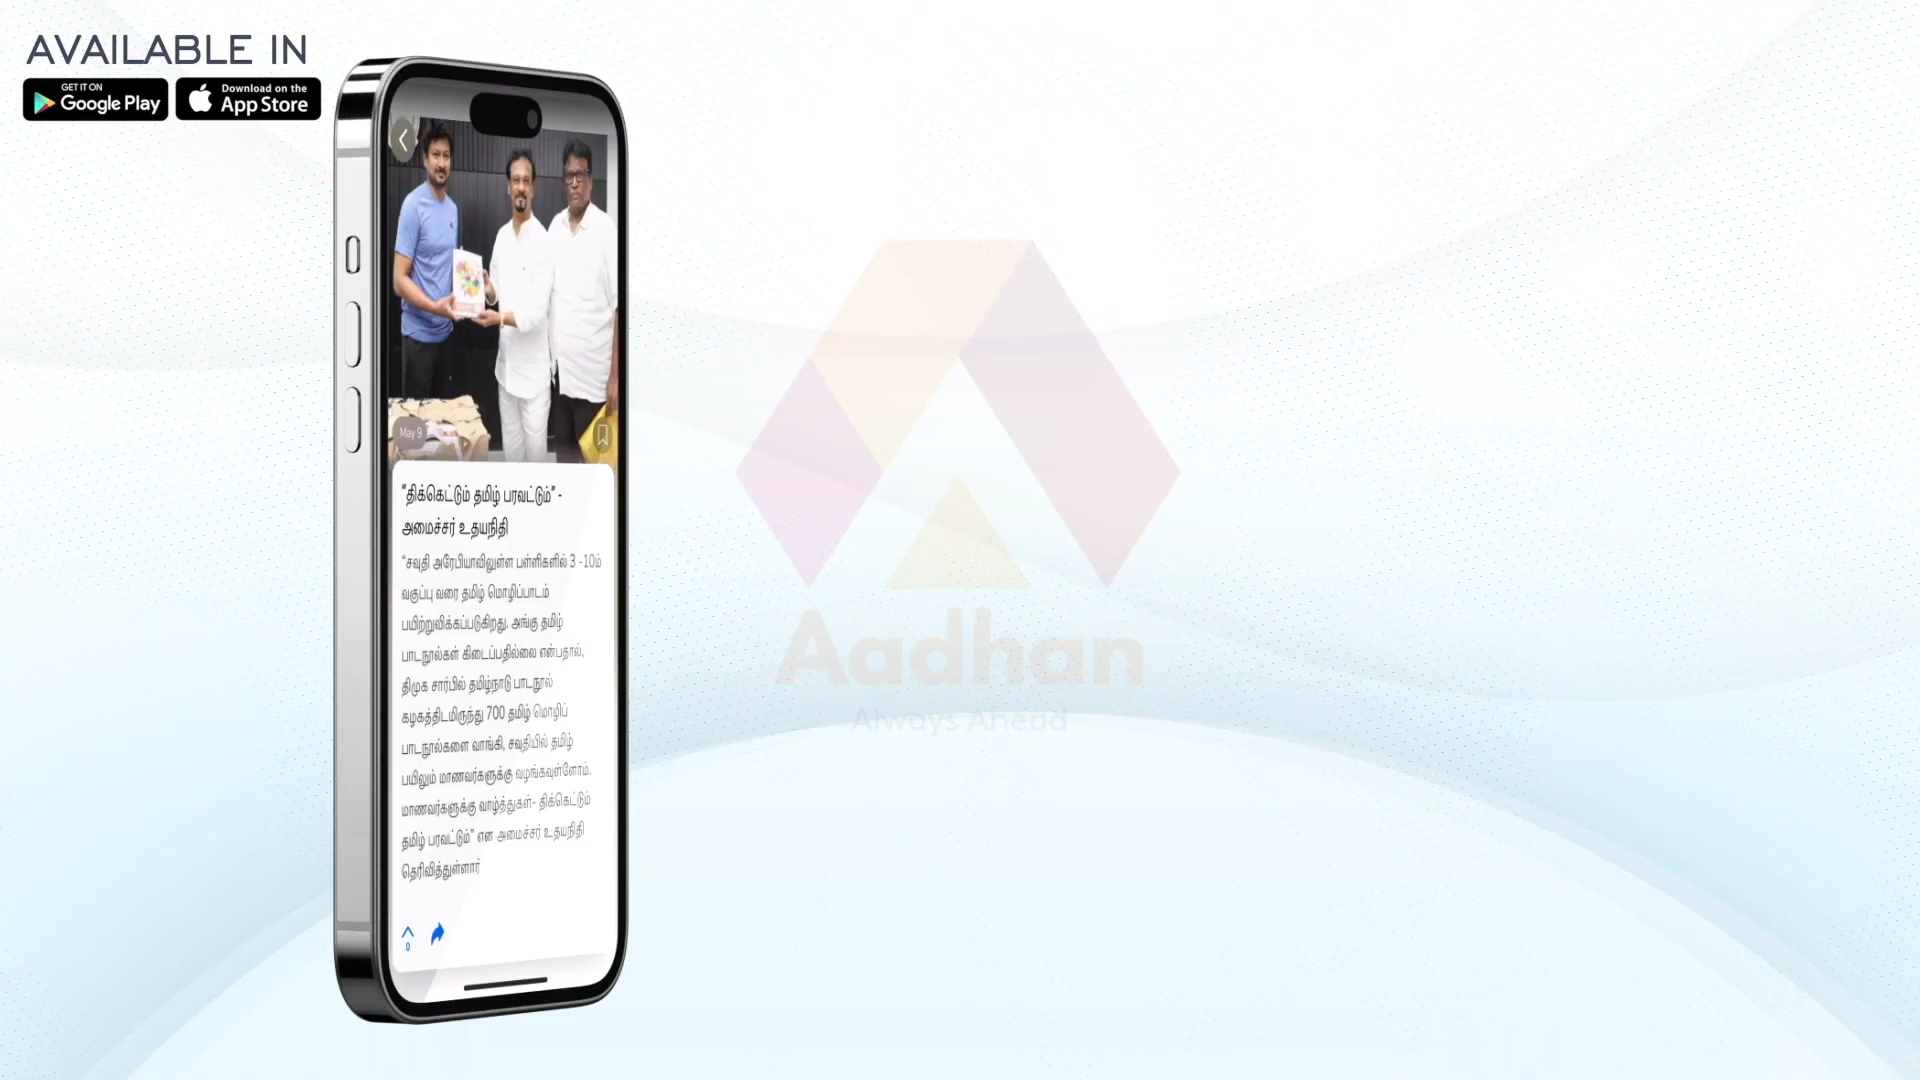 AVAILABLE IN
GET IT ON
Google Play
Download on the
App Store
May 9
“திக்கெட்டும் தமிழ் பரவட்டும்” -
அமைச்சர் உதயநிதி
“சவுதி அரேபியாவிலுள்ள பள்ளிகளில் 3 -10ம்
வகுப்பு வரை தமிழ் மொழிப்பாடம்
பயிற்றுவிக்கப்படுகிறது. அங்கு தமிழ்
பாடநூல்கள் கிடைப்பதில்லை என்பதால்,
திமுக சார்பில் தமிழ்நாடு பாடநூல்
கழகத்திடமிருந்து 700 தமிழ் மொழிப்
பாடநூல்களை வாங்கி, சவுதியில் தமிழ்
பயிலும் மாணவர்களுக்கு வழங்கவுள்ளோம்.
மாணவர்களுக்கு வாழ்த்துகள்- திக்கெட்டும்
தமிழ் பரவட்டும்” என அமைச்சர் உதயநிதி
தெரிவித்துள்ளார்
0
Aadhan
Always Ahead